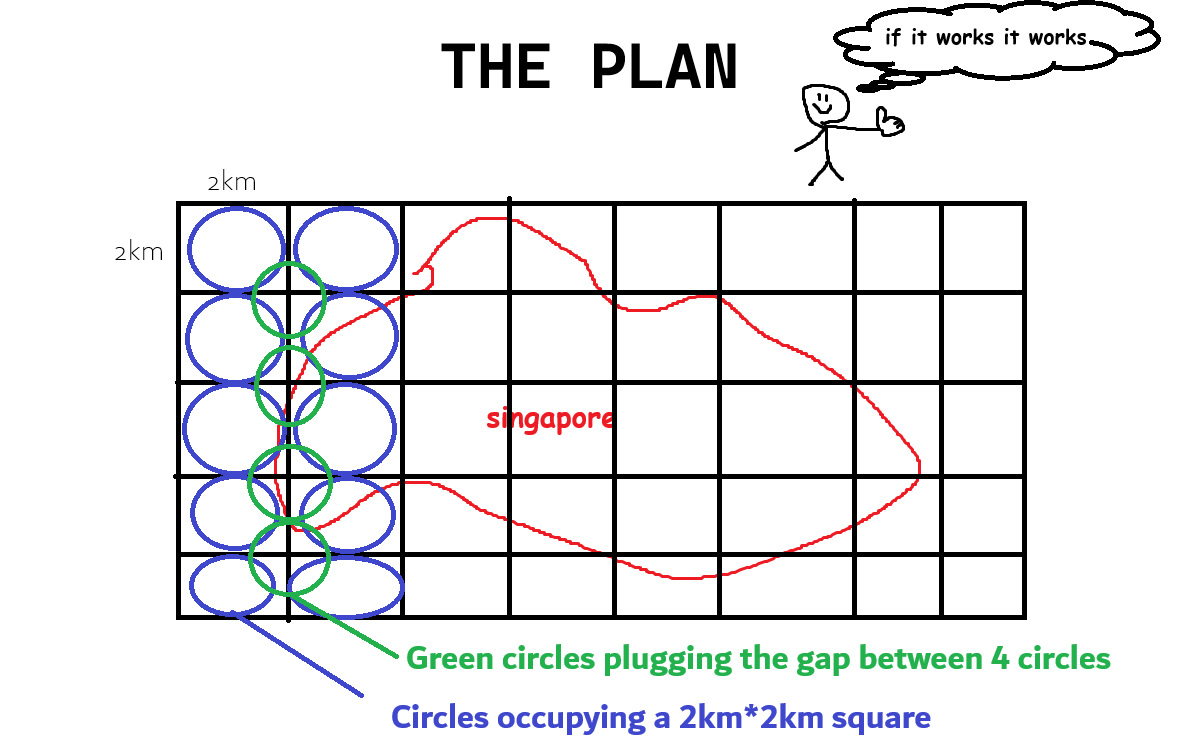 if it works it works
THE PLAN
2km
2km
singapore
Green circles plugging the gap between 4 circles
Circles occupying a 2km*2km square